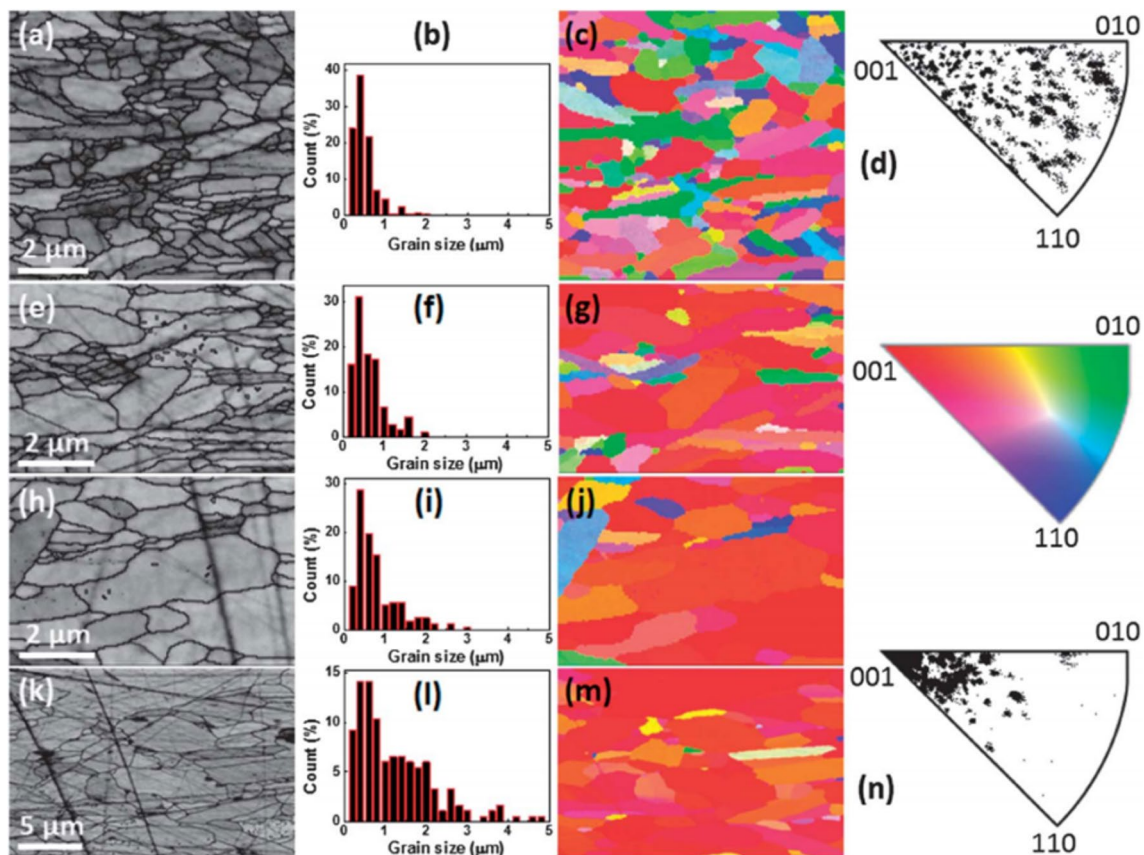 (a)
2 μm
(b)
Count (%)
40
30
20
10
0
0 1 2 3 4 5
Grain size (μm)
(c)
001
010
(d)
110
(e)
2 μm
(f)
Count (%)
30
20
10
0
0 1 2 3 4 5
Grain size (μm)
(g)
001
010
110
(h)
2 μm
(i)
Count (%)
30
20
10
0
0 1 2 3 4 5
Grain size (μm)
(j)
(k)
5 μm
(l)
Count (%)
15
10
5
0
0 1 2 3 4 5
Grain size (μm)
(m)
001
010
(n)
110